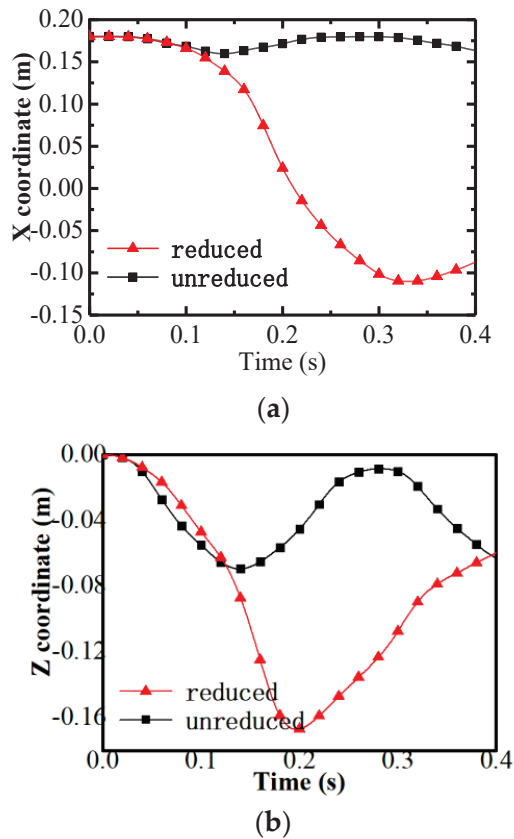 0.20
0.15
0.10
0.05
0.00
-0.05
-0.10
-0.15
X coordinate (m)
reduced
unreduced
0.0 0.1 0.2 0.3 0.4
Time (s)
(a)
0.00
-0.04
-0.08
-0.12
-0.16
Z coordinate (m)
reduced
unreduced
0.0 0.1 0.2 0.3 0.4
Time (s)
(b)